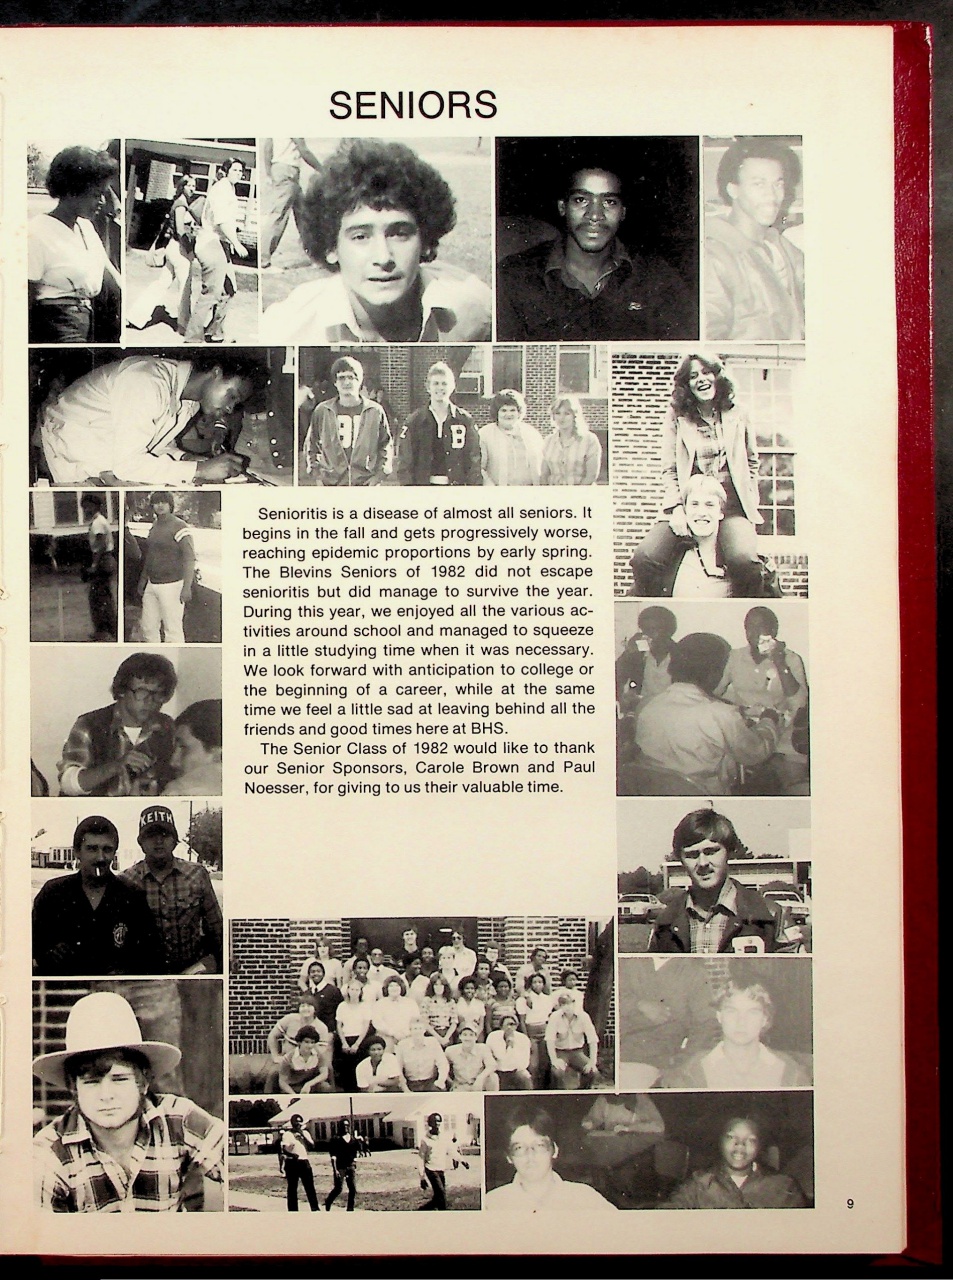 SENIORS
B
B
Senioritis is a disease of almost all seniors. It
begins in the fall and gets progressively worse,
reaching epidemic proportions by early spring.
The Blevins Seniors of 1982 did not escape
senioritis but did manage to survive the year.
During this year, we enjoyed all the various ac-
tivities around school and managed to squeeze
in a little studying time when it was necessary.
We look forward with anticipation to college or
the beginning of a career, while at the same
time we feel a little sad at leaving behind all the
friends and good times here at BHS.
The Senior Class of 1982 would like to thank
our Senior Sponsors, Carole Brown and Paul
Noesser, for giving to us their valuable time.
KEITH
9